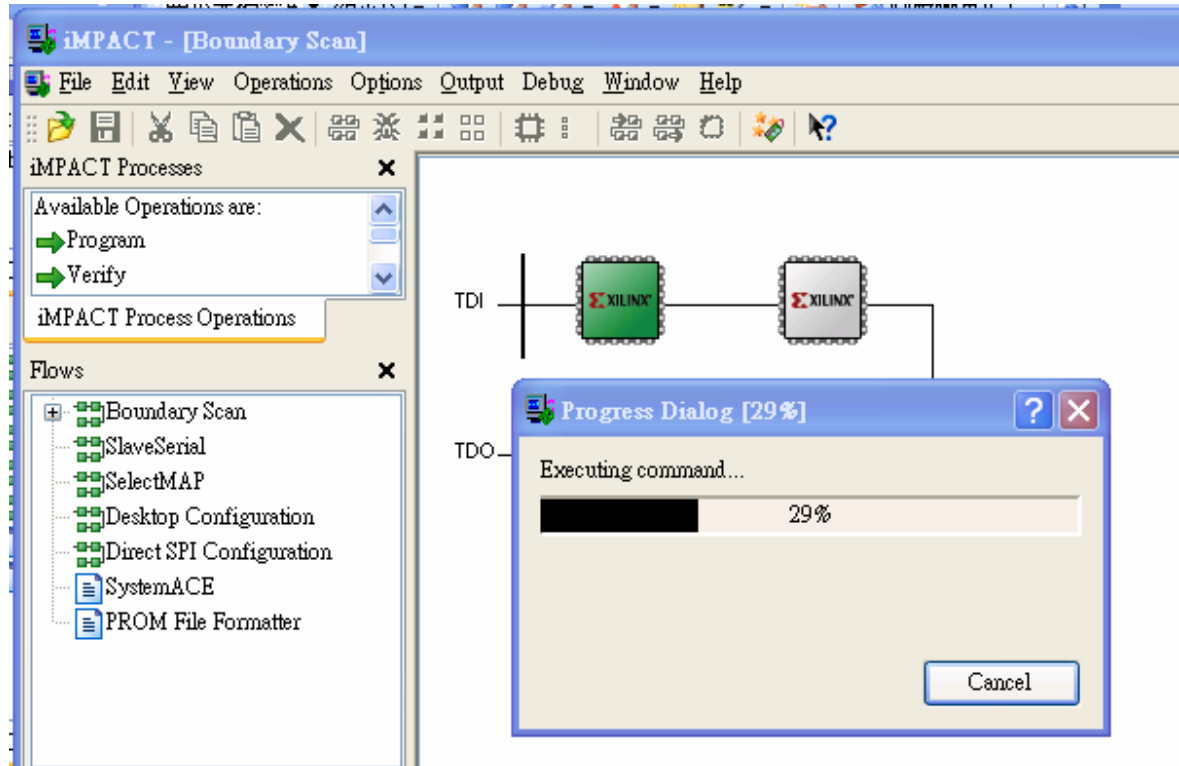 iMPACT - [Boundary Scan]
File Edit View Operations Options Output Debug Window Help
iMPACT Processes
Available Operations are:
Program
Verify
iMPACT Process Operations
Flows
Boundary Scan
SlaveSerial
SelectMAP
Desktop Configuration
Direct SPI Configuration
SystemACE
PROM File Formatter
TDI
XILINX
XILINX
TDO
Progress Dialog [29%]
Executing command...
29%
Cancel